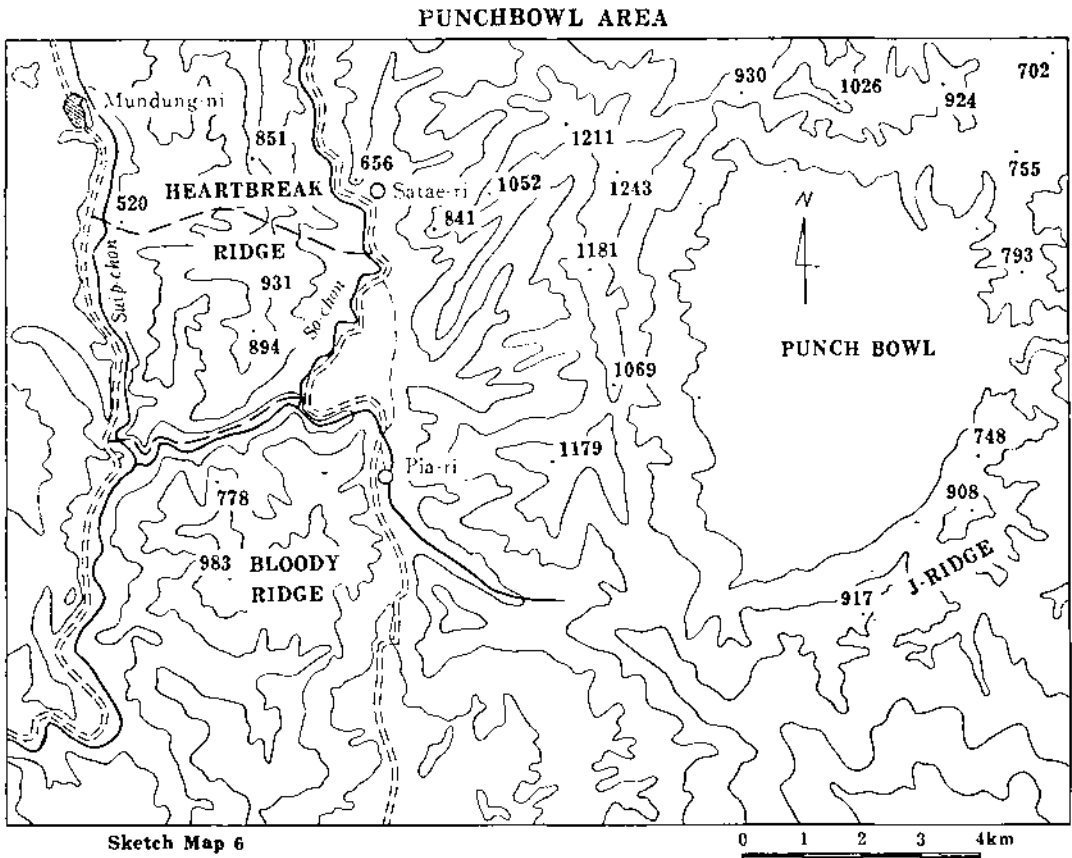 PUNCHBOWL AREA
930
1026
702
924
Mundung-ni
851
1211
755
656
1052
HEARTBREAK
Satae-ri
1243
520
841
N
RIDGE
1181
793
931
Suip-chon
So-chon
894
PUNCH BOWL
1069
748
1179
Pia-ri
778
908
983
BLOODY
RIDGE
J-RIDGE
917
Sketch Map 6
0 1 2 3 4km